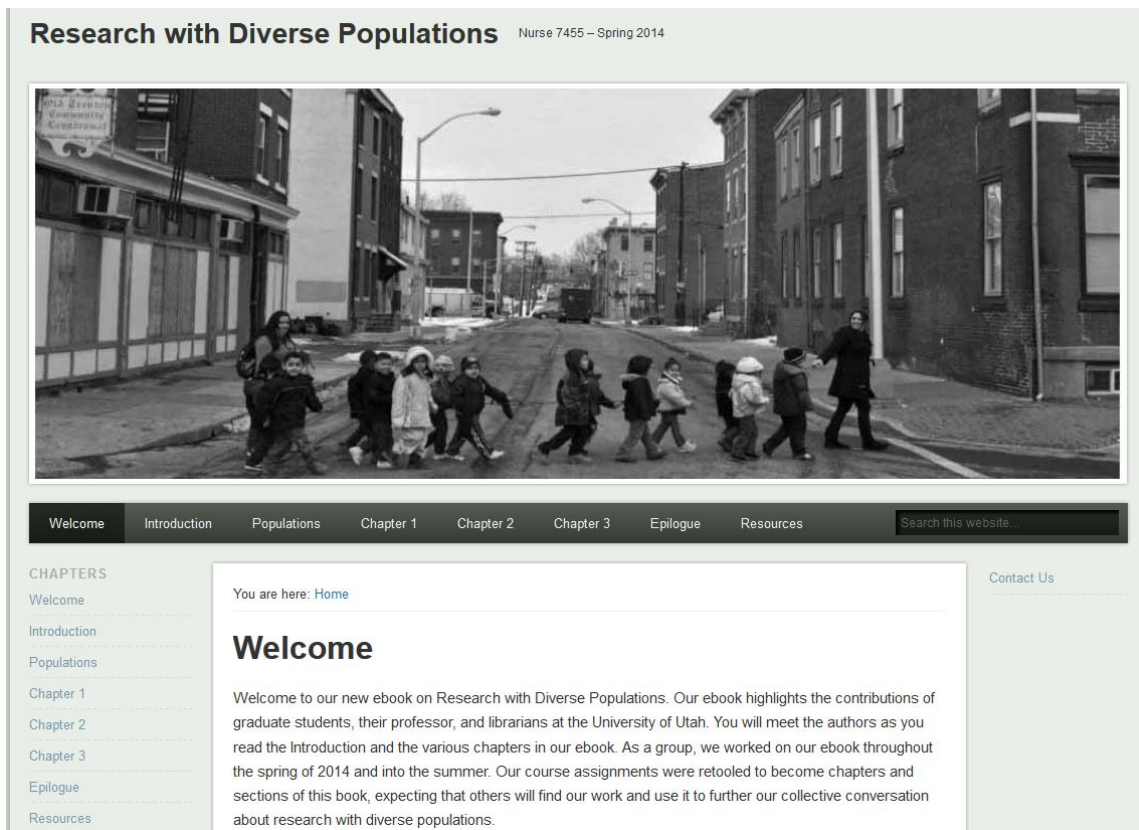 Research with Diverse Populations
Nurse 7455 – Spring 2014
Old Trenton
Community
Laundromat
Welcome
Introduction
Populations
Chapter 1
Chapter 2
Chapter 3
Epilogue
Resources
Search this website...
CHAPTERS
Welcome
Introduction
Populations
Chapter 1
Chapter 2
Chapter 3
Epilogue
Resources
You are here: Home
Welcome
Welcome to our new ebook on Research with Diverse Populations. Our ebook highlights the contributions of
graduate students, their professor, and librarians at the University of Utah. You will meet the authors as you
read the Introduction and the various chapters in our ebook. As a group, we worked on our ebook throughout
the spring of 2014 and into the summer. Our course assignments were retooled to become chapters and
sections of this book, expecting that others will find our work and use it to further our collective conversation
about research with diverse populations.
Contact Us